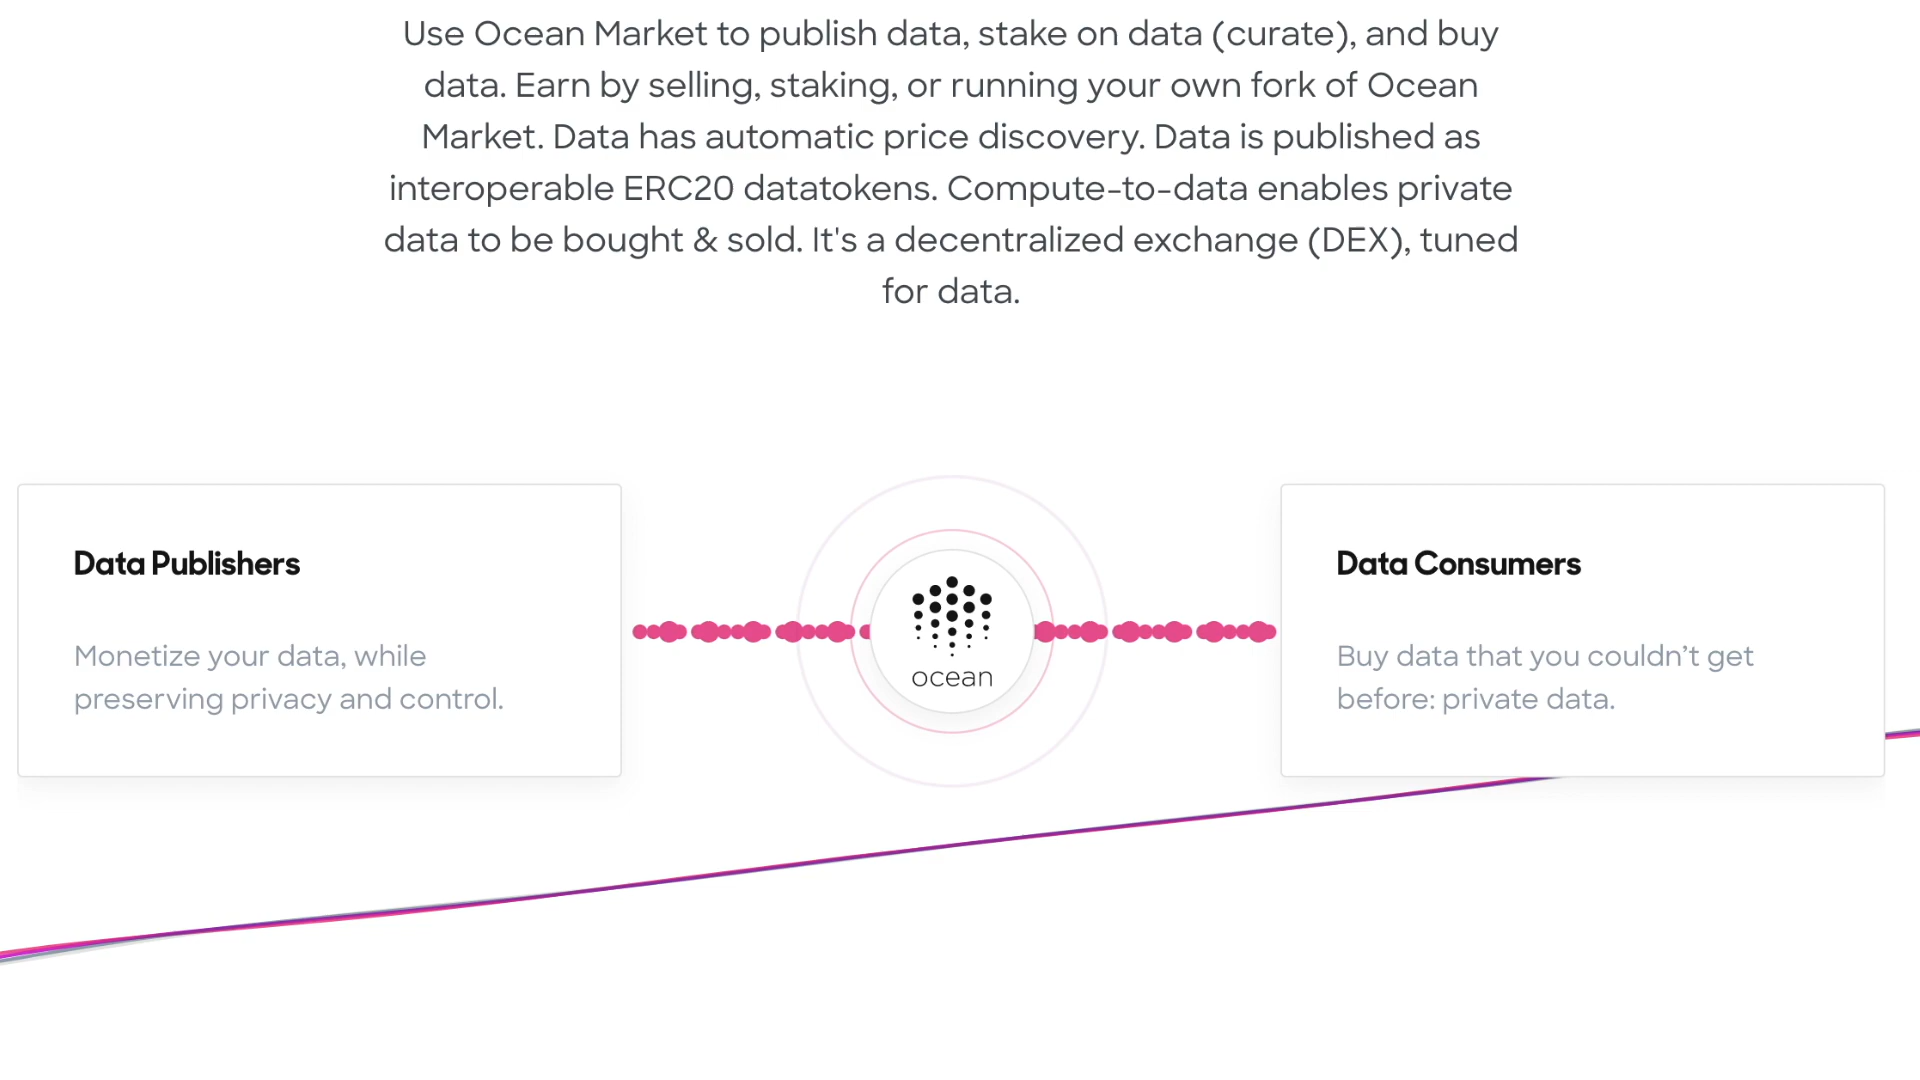 Use Ocean Market to publish data, stake on data (curate), and buy
data. Earn by selling, staking, or running your own fork of Ocean
Market. Data has automatic price discovery. Data is published as
interoperable ERC20 datatokens. Compute-to-data enables private
data to be bought & sold. It's a decentralized exchange (DEX), tuned
for data.
Data Publishers
Monetize your data, while
preserving privacy and control.
ocean
Data Consumers
Buy data that you couldn’t get
before: private data.